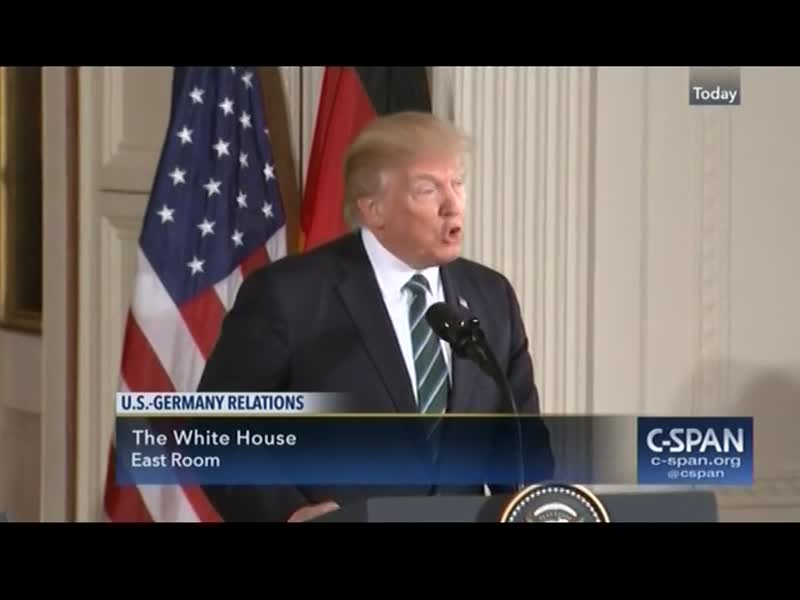 Today
U.S.-GERMANY RELATIONS
The White House
East Room
C-SPAN
c-span.org
@cspan